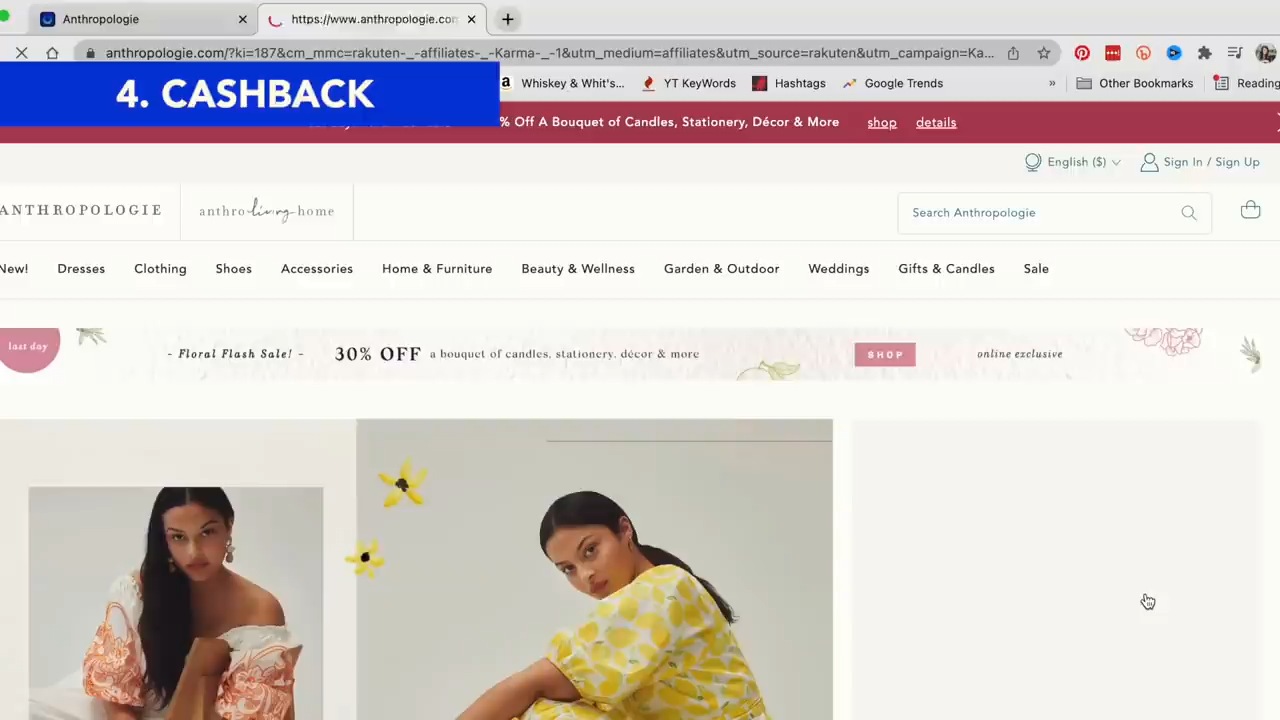 Anthropologie
https://www.anthropologie.con
anthropologie.com/?ki=187&cm_mmc=rakuten-_-affiliates-_-Karma-_-1&utm_medium=affiliates&utm_source=rakuten&utm_campaign=Ka...
4. CASHBACK
Whiskey & Whit's...
YT KeyWords
Hashtags
Google Trends
»
Other Bookmarks
Reading
% Off A Bouquet of Candles, Stationery, Décor & More
shop
details
English ($)
Sign In / Sign Up
ANTHROPOLOGIE
anthro living home
Search Anthropologie
New!
Dresses
Clothing
Shoes
Accessories
Home & Furniture
Beauty & Wellness
Garden & Outdoor
Weddings
Gifts & Candles
Sale
last day
- Floral Flash Sale! -
30% OFF
a bouquet of candles, stationery, décor & more
SHOP
online exclusive